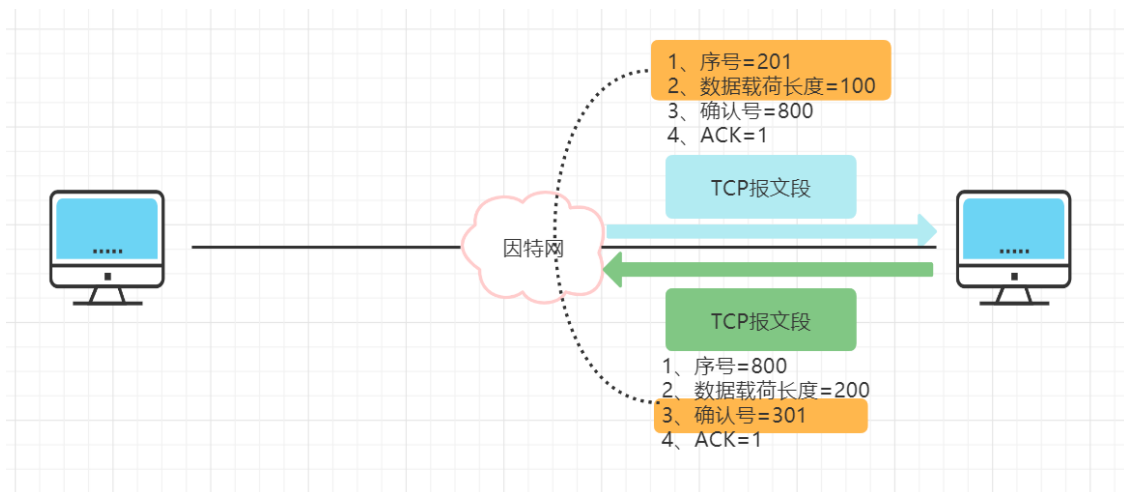 1、序号=201
2、数据载荷长度=100
3、确认号=800
4、ACK=1
TCP报文段
因特网
TCP报文段
1、序号=800
2、数据载荷长度=200
3、确认号=301
4、ACK=1